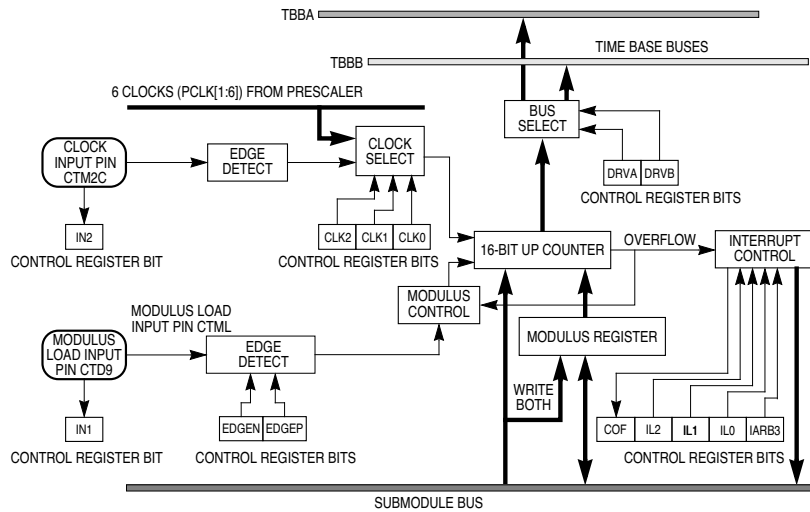 TBBA
TBBB
TIME BASE BUSES
6 CLOCKS (PCLK[1:6]) FROM PRESCALER
CLOCK
INPUT PIN
CTM2C
EDGE
DETECT
CLOCK
SELECT
BUS
SELECT
IN2
CONTROL REGISTER BIT
CLK2
CLK1
CLK0
CONTROL REGISTER BITS
DRVA
DRVB
CONTROL REGISTER BITS
16-BIT UP COUNTER
OVERFLOW
INTERRUPT
CONTROL
MODULUS
CONTROL
MODULUS LOAD
INPUT PIN CTML
MODULUS
LOAD INPUT
PIN CTD9
EDGE
DETECT
MODULUS REGISTER
WRITE
BOTH
IN1
CONTROL REGISTER BIT
EDGEN
EDGEP
CONTROL REGISTER BITS
COF
IL2
IL1
IL0
IARB3
CONTROL REGISTER BITS
SUBMODULE BUS